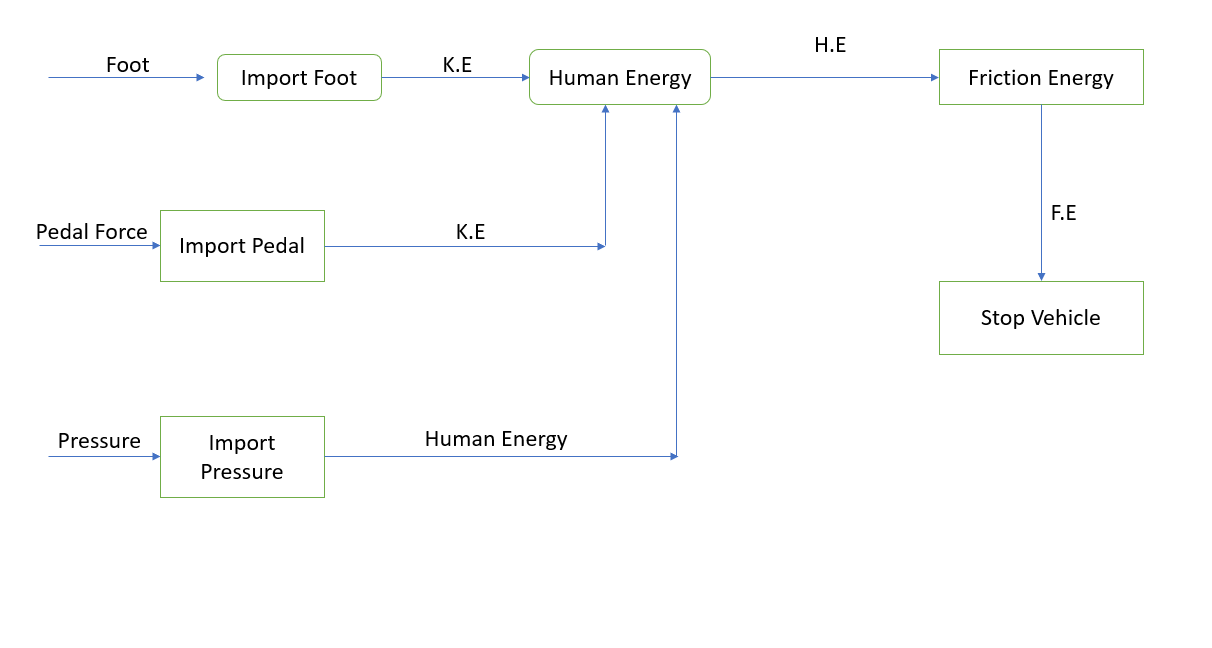 Foot
Import Foot
K.E
Human Energy
H.E
Friction Energy
Pedal Force
Import Pedal
K.E
F.E
Stop Vehicle
Pressure
Import
Pressure
Human Energy